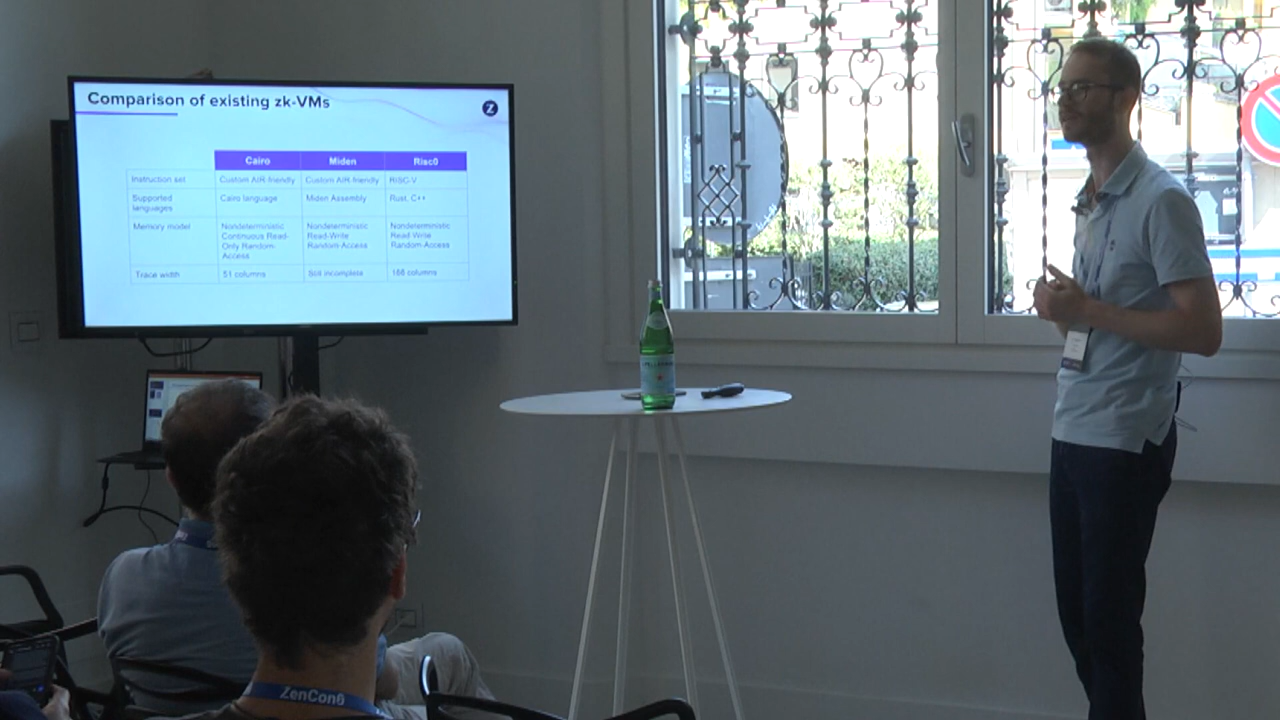 Comparison of existing zk-VMs
Z
Cairo Miden Risc0
Instruction set Custom AIR-friendly Custom AIR-friendly RISC-V
Supported languages Cairo language Miden Assembly Rust, C++
Memory model Nondeterministic Continuous Read-Only Random-Access Nondeterministic Read-Write Random-Access Nondeterministic Read-Write Random-Access
Trace width 51 columns Still incomplete 166 columns
ZenCon6